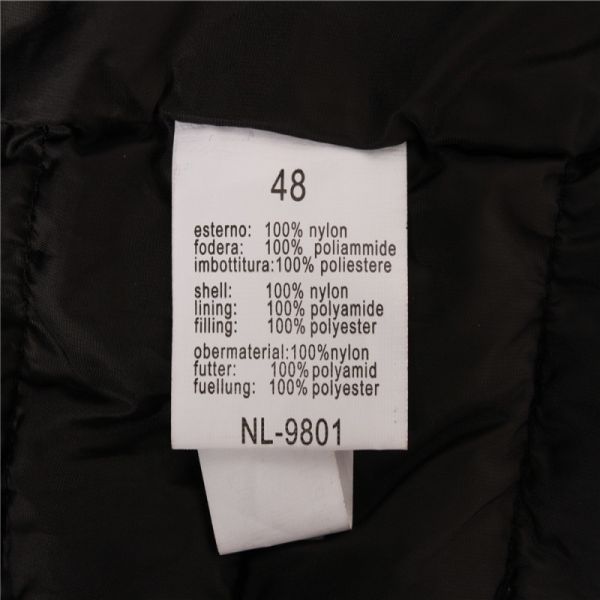 48
esterno: 100% nylon
fodera: 100% poliammide
imbottitura:100% poliestere
shell: 100% nylon
lining: 100% polyamide
filling: 100% polyester
obermaterial:100%nylon
futter: 100% polyamid
fuellung: 100% polyester
NL-9801